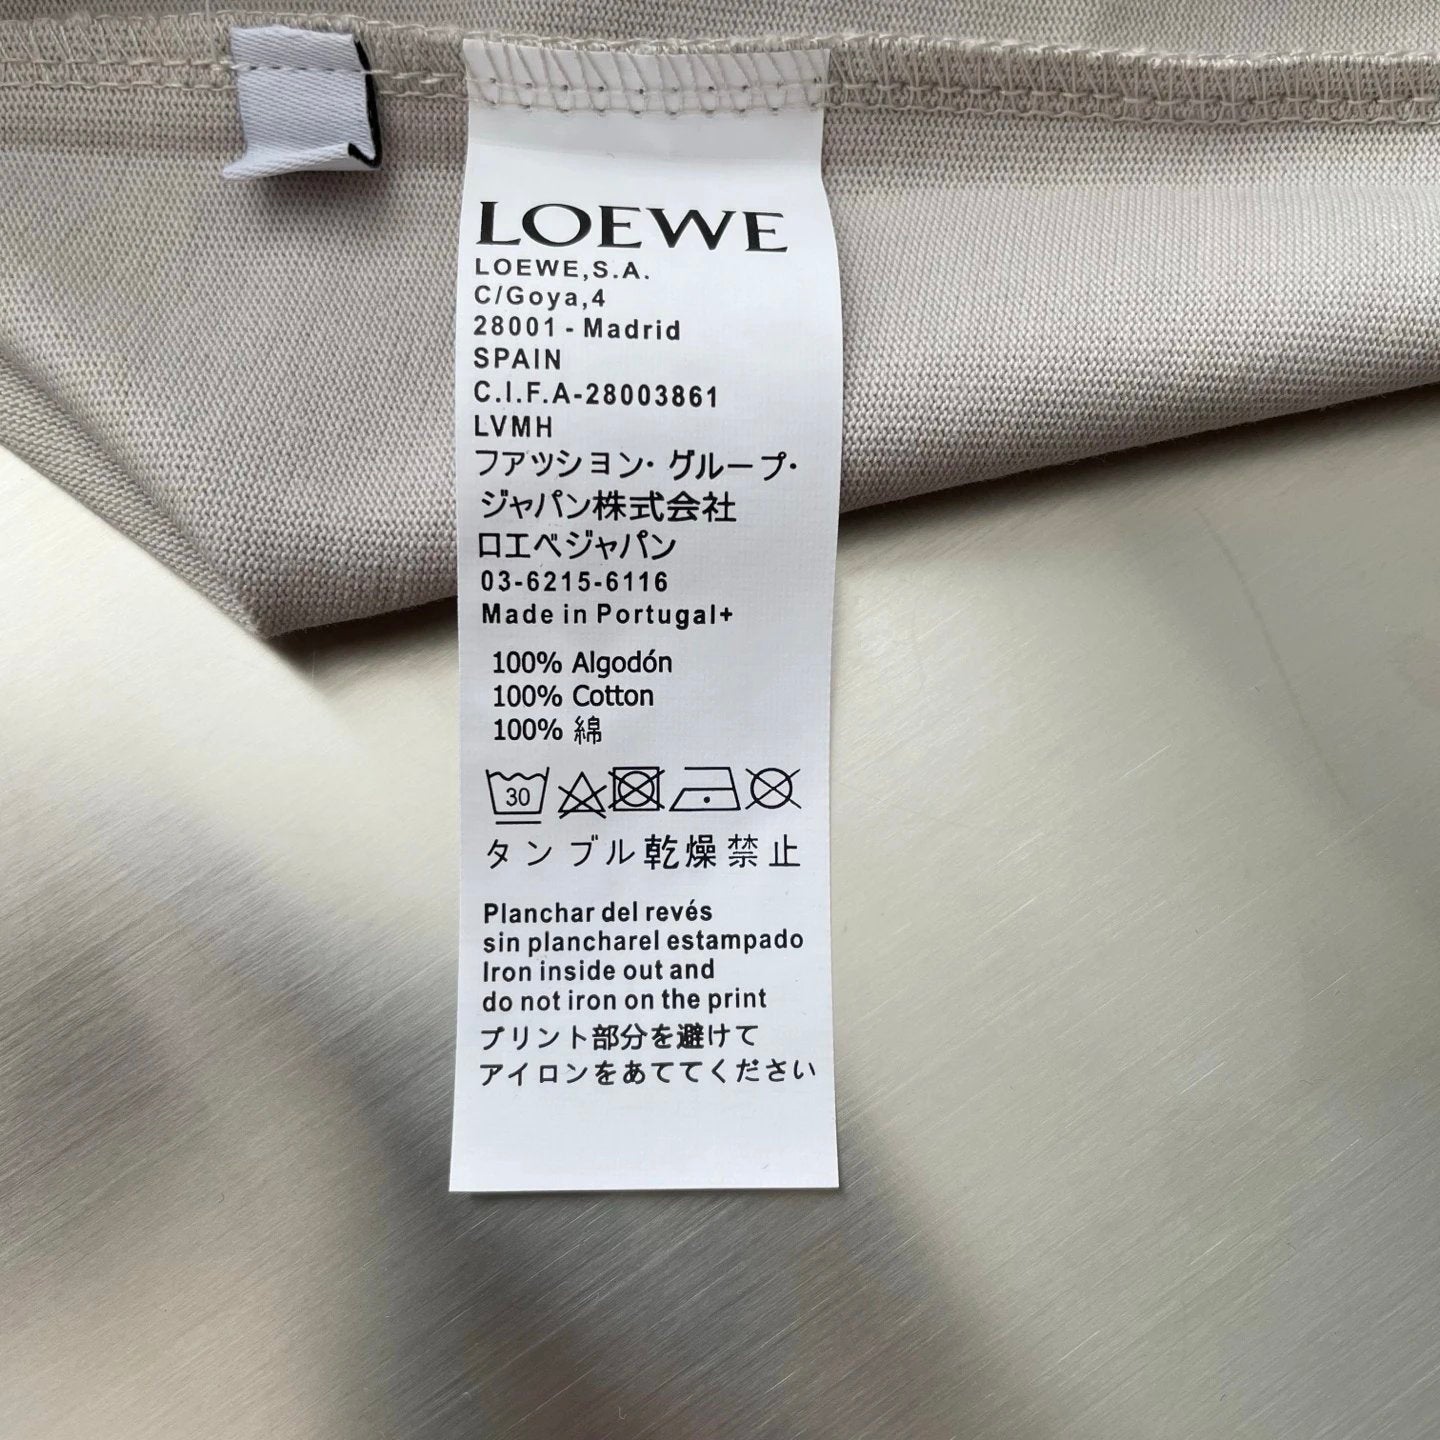 LOEWE
LOEWE,S.A.
C/Goya,4
28001 - Madrid
SPAIN
C.I.F.A-28003861
LVMH
ファッション・グループ・
ジャパン株式会社
ロエベジャパン
03-6215-6116
Made in Portugal+
100% Algodón
100% Cotton
100% 綿
30
タンブル乾燥禁止
Planchar del revés
sin plancharel estampado
Iron inside out and
do not iron on the print
プリント部分を避けて
アイロンをあててください